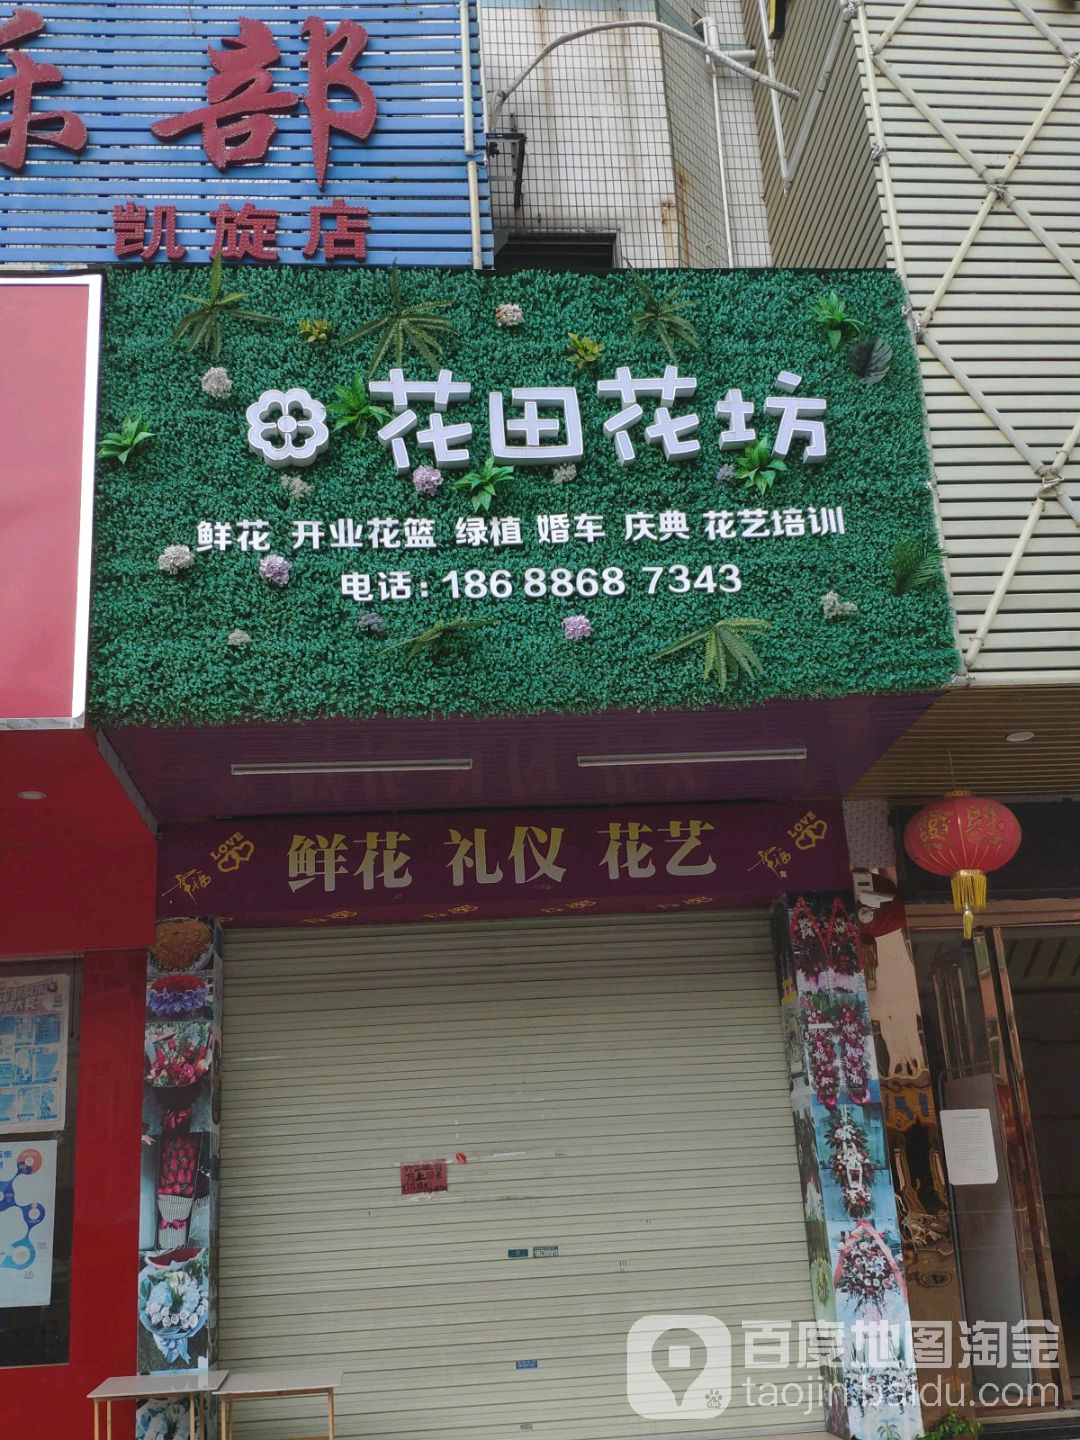 部
凯旋店
花田花坊
鲜花 开业花篮 绿植 婚车 庆典 花艺培训
电话：186 8868 7343
LOVE 鲜花 礼仪 花艺 LOVE
百度地图淘金
taojin.baidu.com